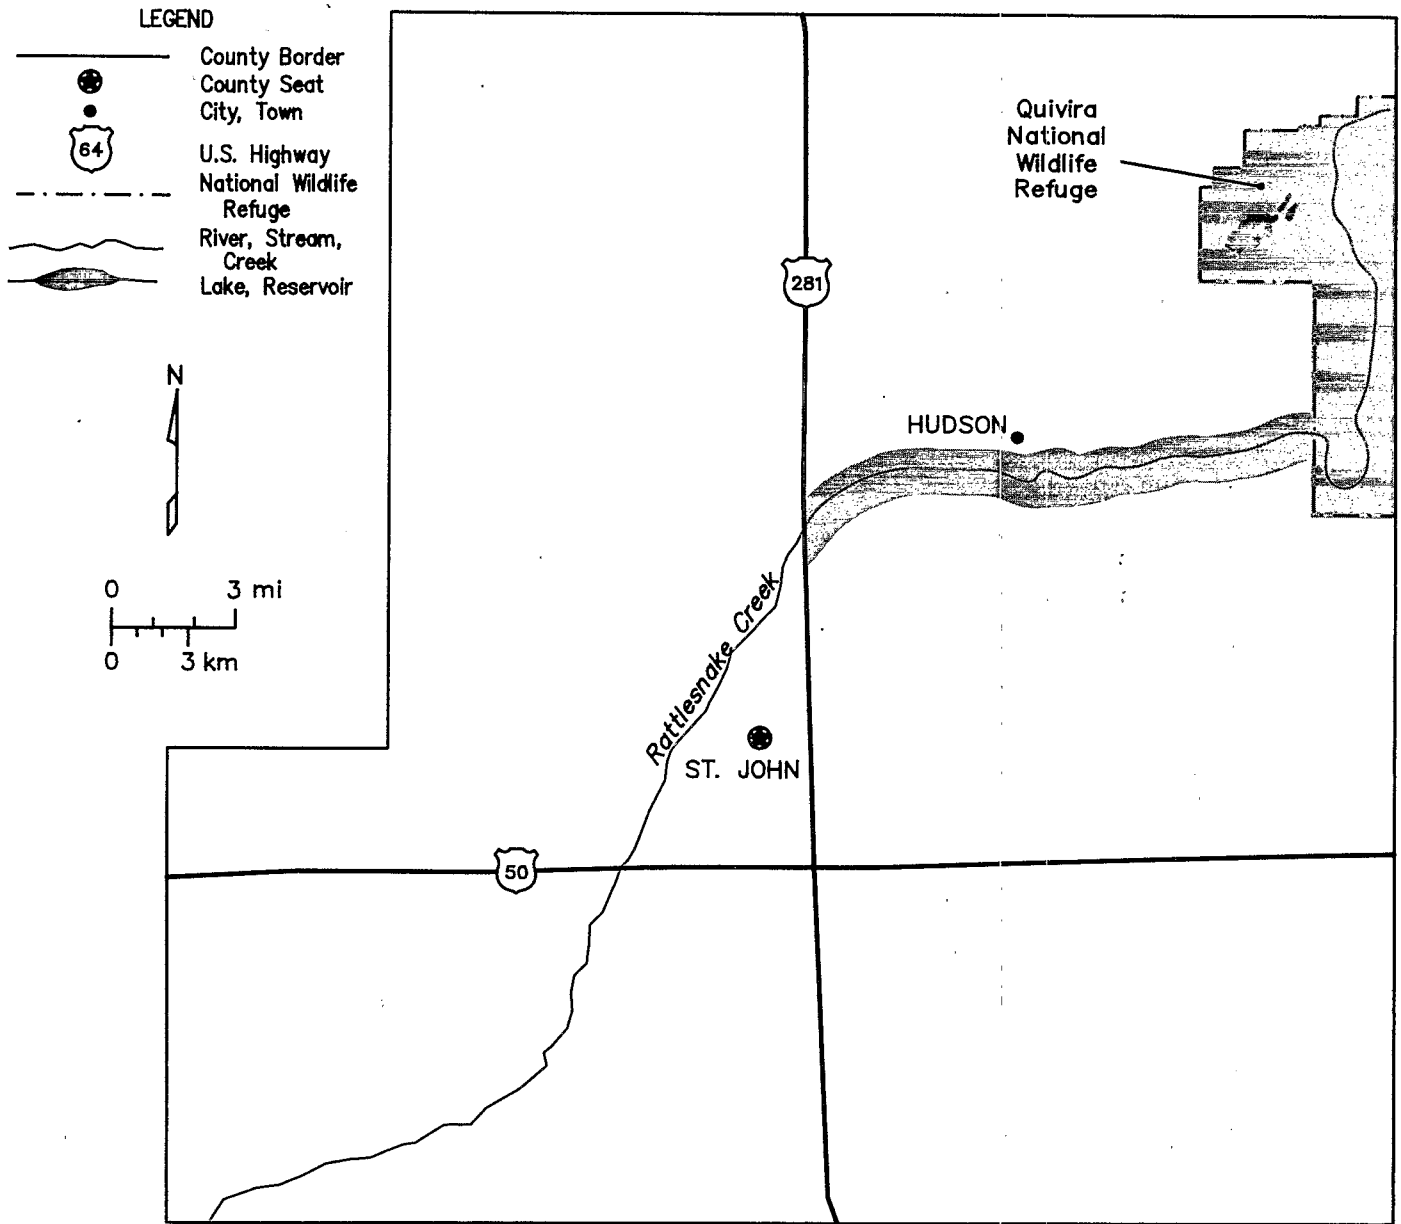 LEGEND
County Border
County Seat
City, Town
64
U.S. Highway
National Wildlife
Refuge
River, Stream,
Creek
Lake, Reservoir
N
0 3 mi
0 3 km
Quivira
National
Wildlife
Refuge
281
HUDSON
Rattlesnake Creek
ST. JOHN
50